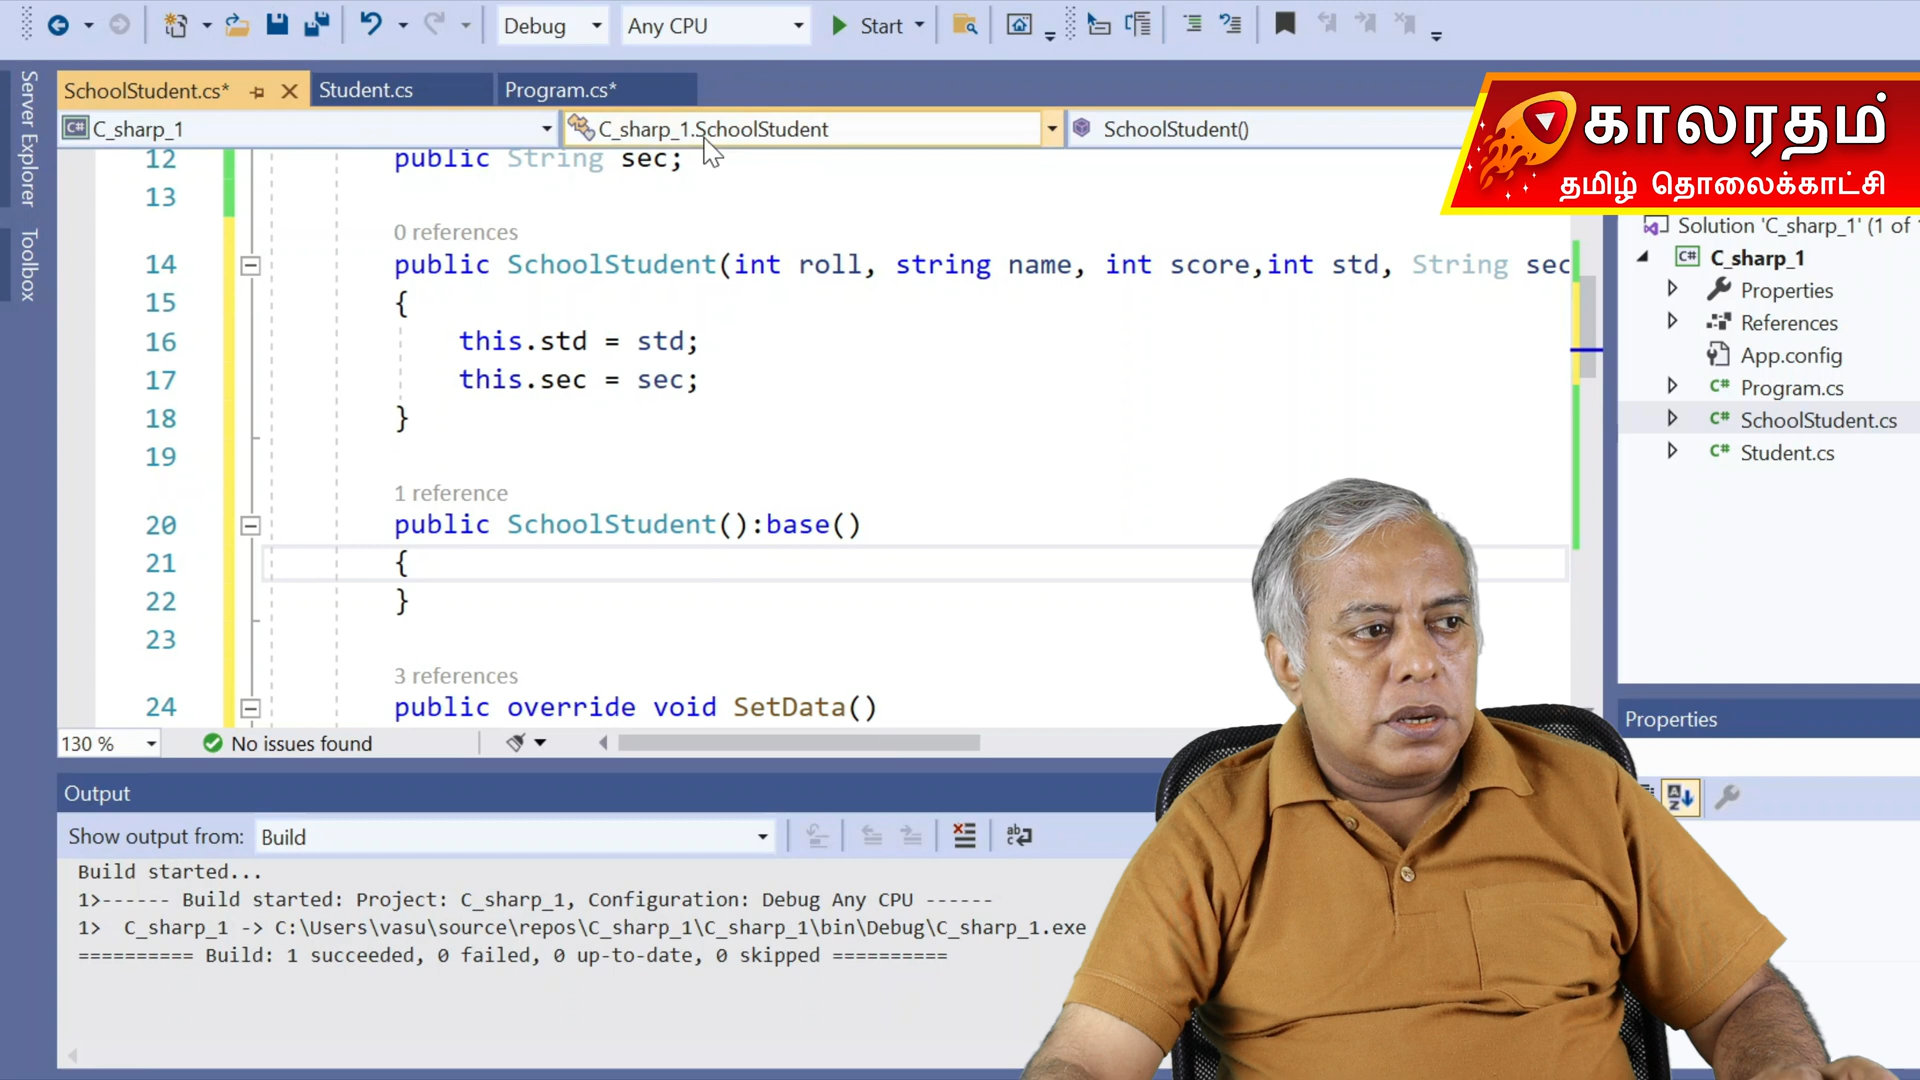 Debug
Any CPU
Start
SchoolStudent.cs*
Student.cs
Program.cs*
காலரதம்
தமிழ் தொலைக்காட்சி
Server Explorer
Toolbox
C_sharp_1
C_sharp_1.SchoolStudent
SchoolStudent()
12 public String sec;
13
0 references
14 public SchoolStudent(int roll, string name, int score,int std, String sec
15 {
16 this.std = std;
17 this.sec = sec;
18 }
19
1 reference
20 public SchoolStudent():base()
21 {
22 }
23
3 references
24 public override void SetData()
130 %
No issues found
Solution 'C_sharp_1' (1 of
C# C_sharp_1
Properties
References
App.config
C# Program.cs
C# SchoolStudent.cs
C# Student.cs
Properties
Output
Show output from: Build
Build started...
1>------ Build started: Project: C_sharp_1, Configuration: Debug Any CPU ------
1> C_sharp_1 -> C:\Users\vasu\source\repos\C_sharp_1\C_sharp_1\bin\Debug\C_sharp_1.exe
========== Build: 1 succeeded, 0 failed, 0 up-to-date, 0 skipped ==========